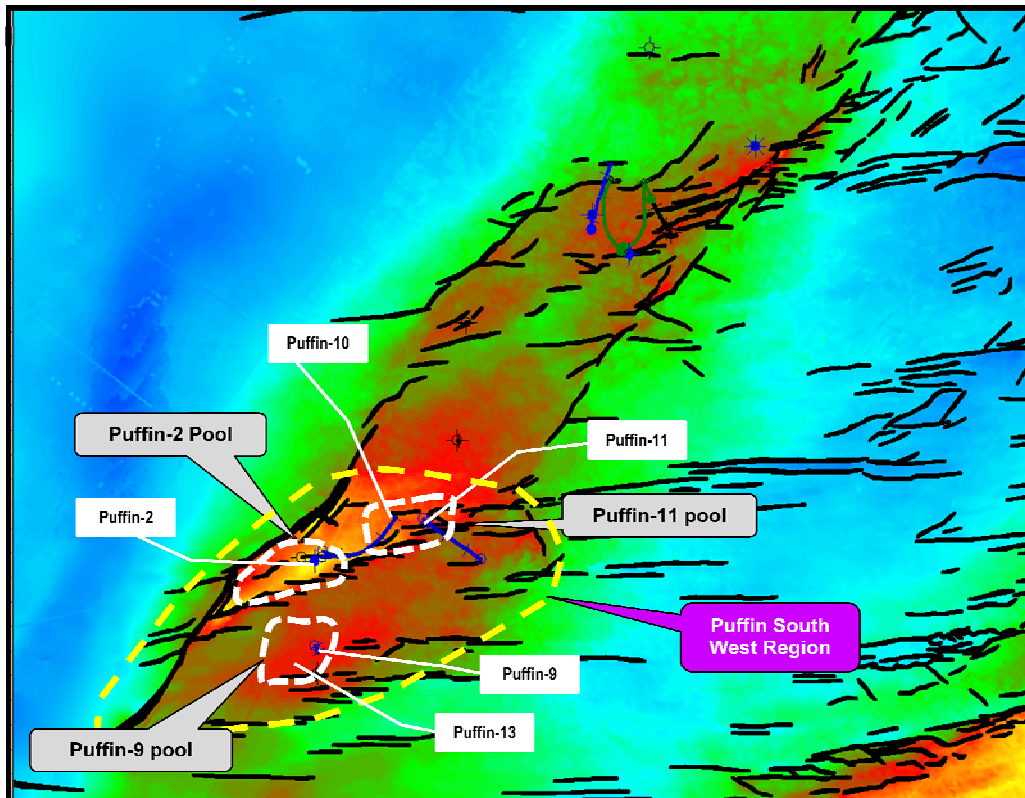 Puffin-10
Puffin-2 Pool
Puffin-11
Puffin-2
Puffin-11 pool
Puffin South
West Region
Puffin-9
Puffin-13
Puffin-9 pool